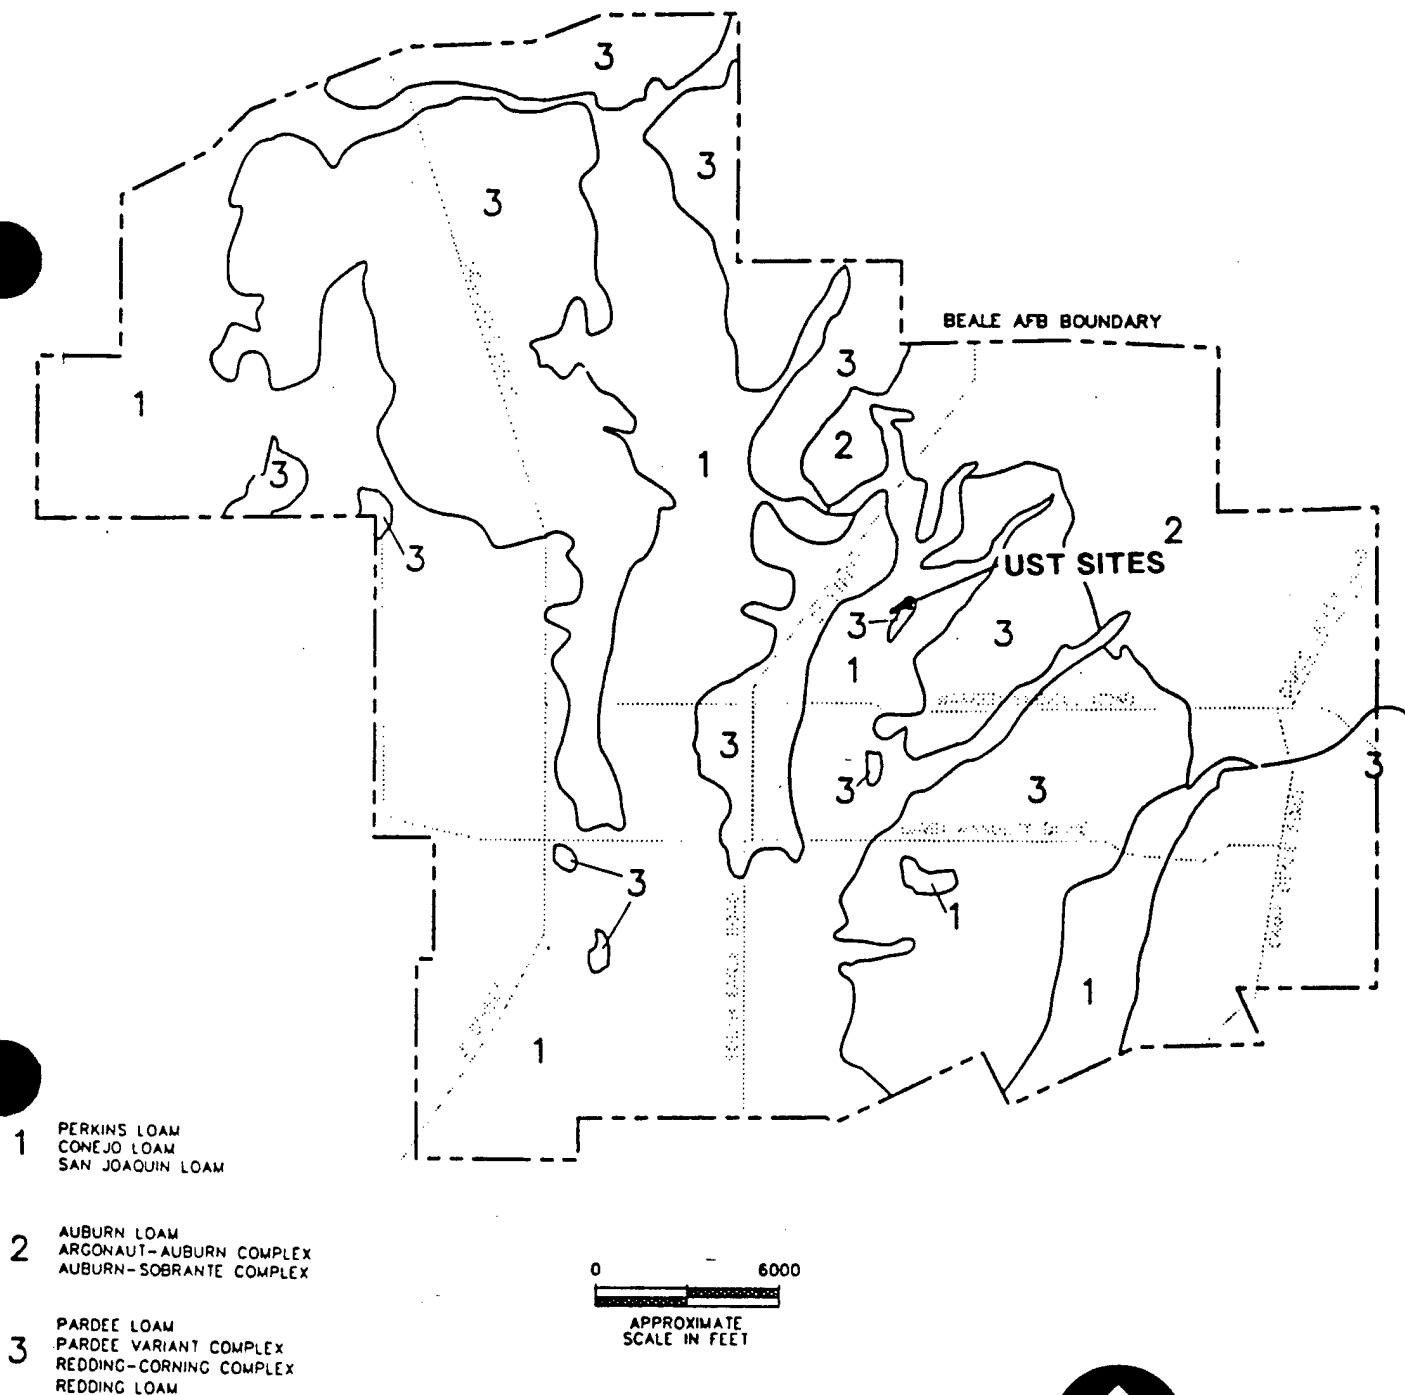 3
3
3
BEALE AFB BOUNDARY
3
1
2
1
3
2
3
UST SITES
3
3
1
3
3
3
3
3
1
1
1
1 PERKINS LOAM
CONEJO LOAM
SAN JOAQUIN LOAM
2 AUBURN LOAM
ARGONAUT-AUBURN COMPLEX
AUBURN-SOBRANTE COMPLEX
3 PARDEE LOAM
PARDEE VARIANT COMPLEX
REDDING-CORNING COMPLEX
REDDING LOAM
0 6000
APPROXIMATE
SCALE IN FEET